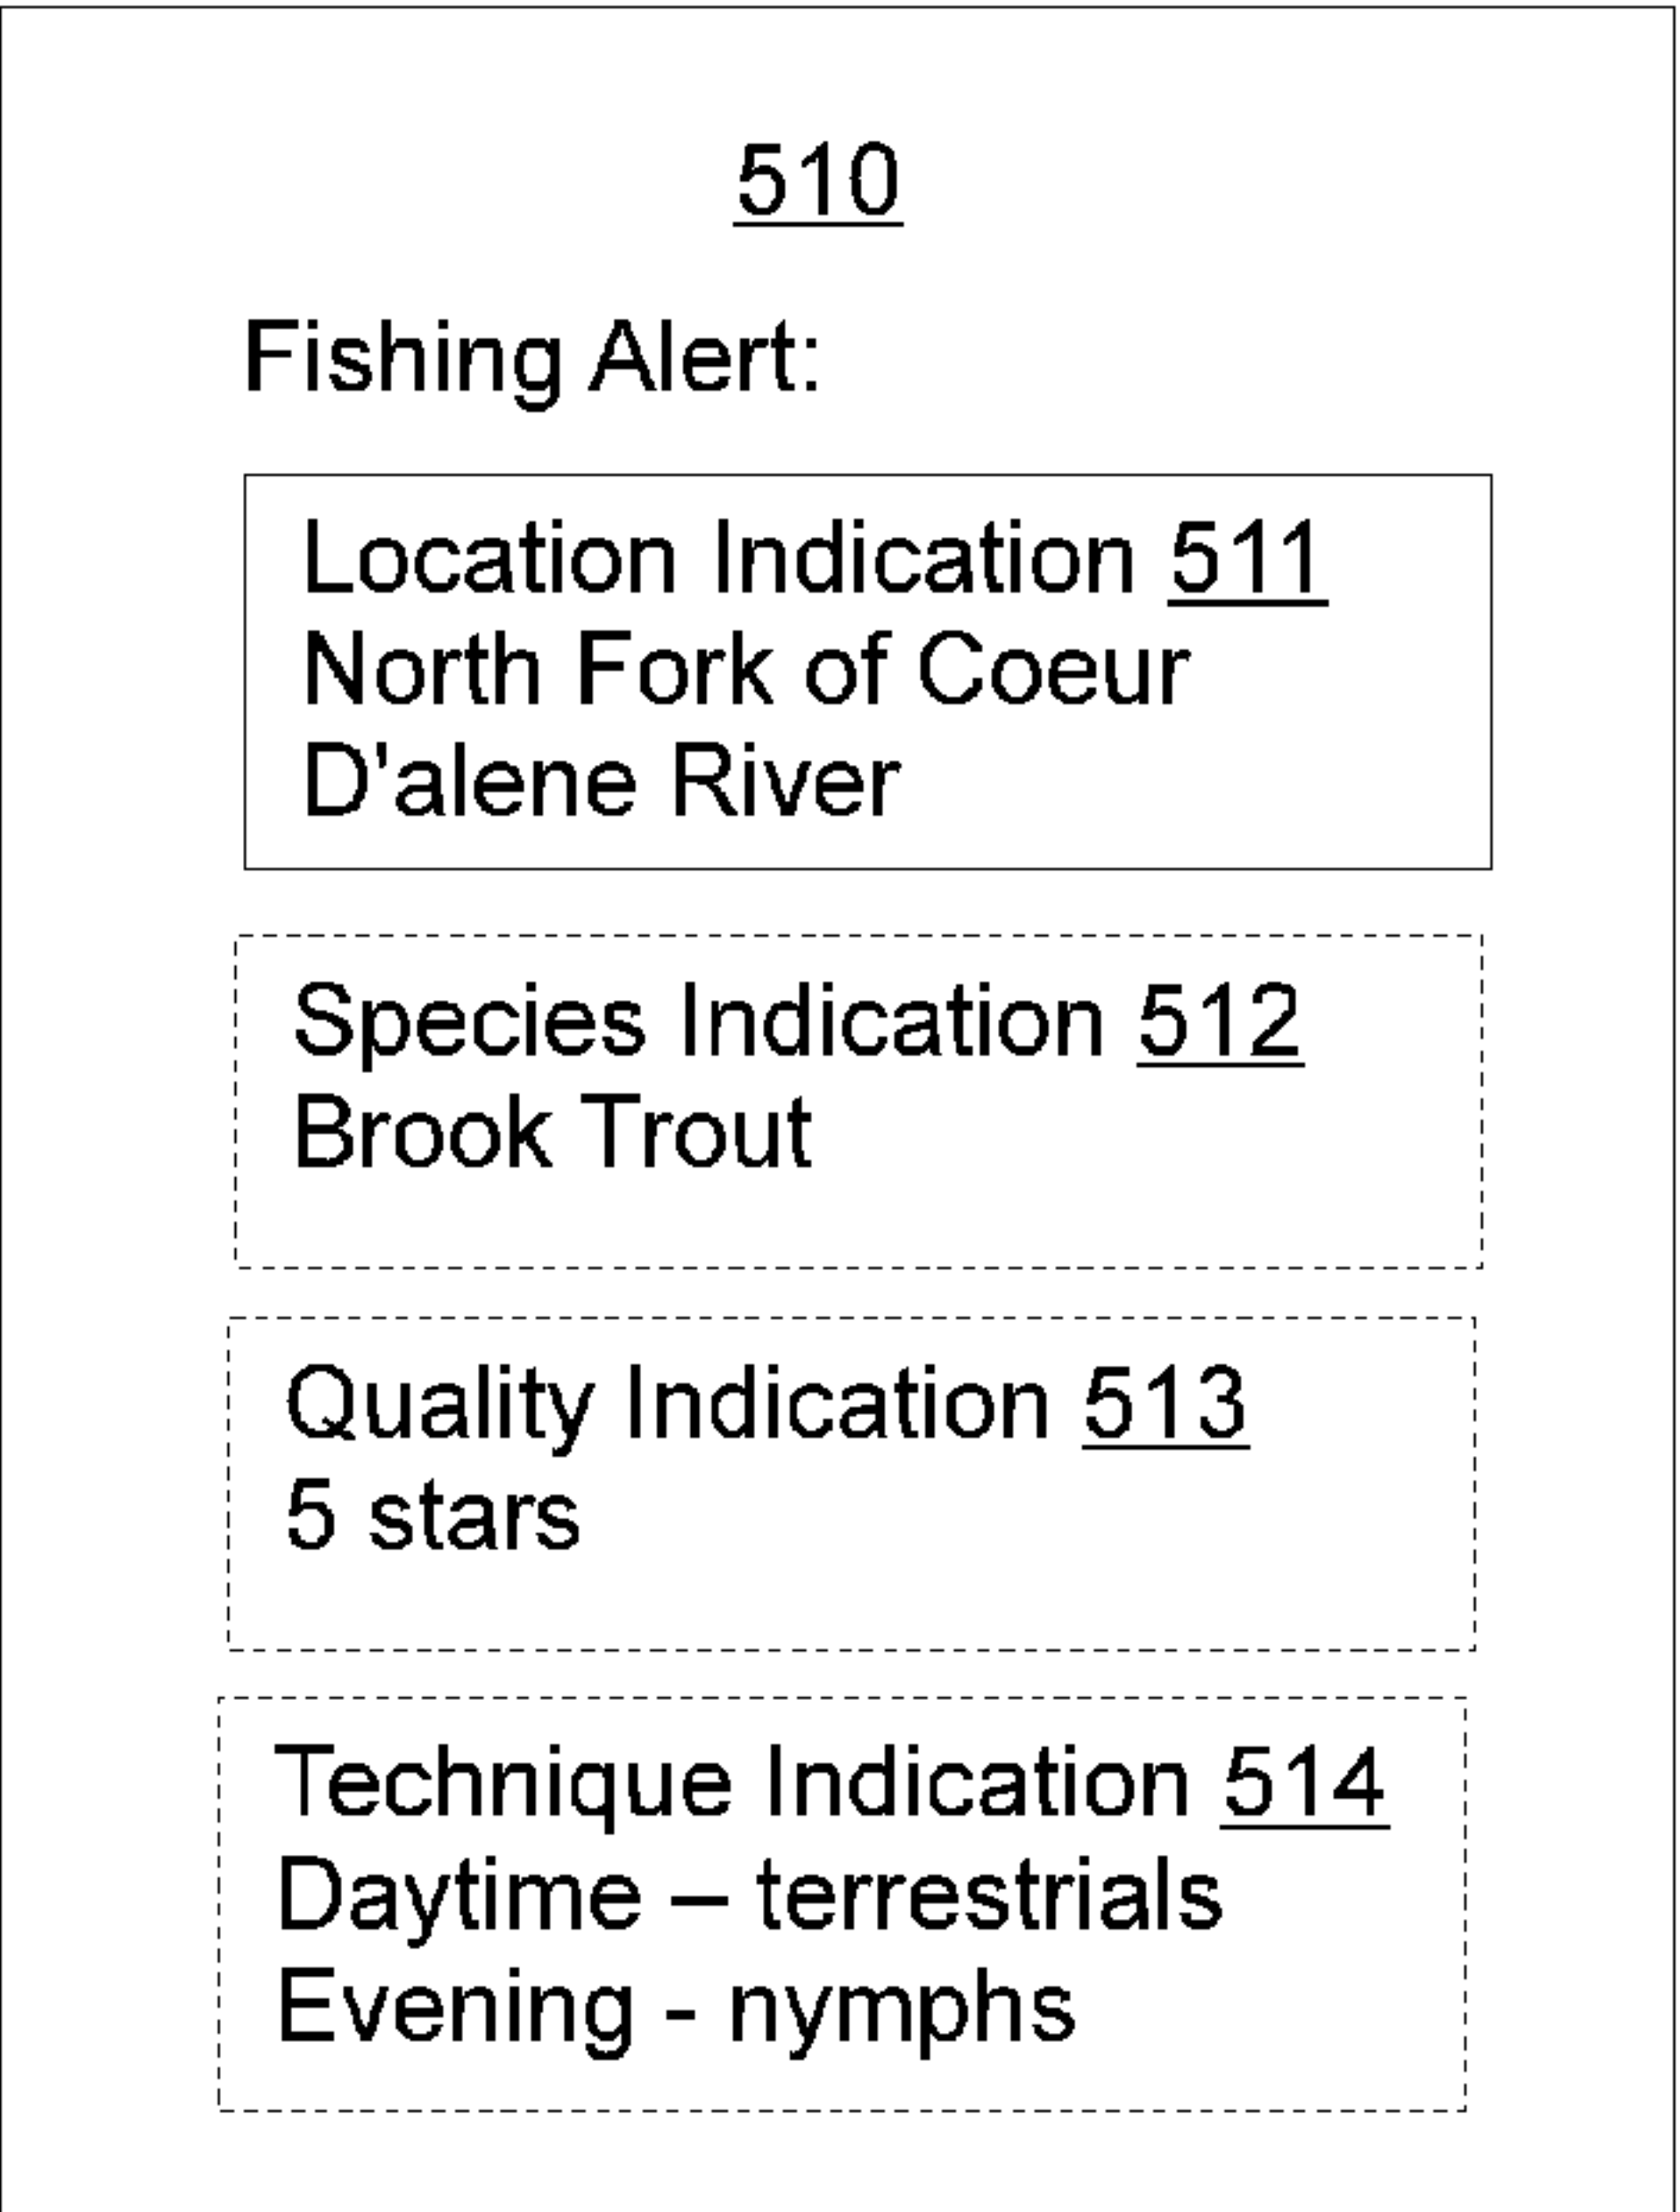 510
Fishing Alert:
Location Indication 511
North Fork of Coeur
D'alene River
Species Indication 512
Brook Trout
Quality Indication 513
5 stars
Technique Indication 514
Daytime – terrestrials
Evening - nymphs